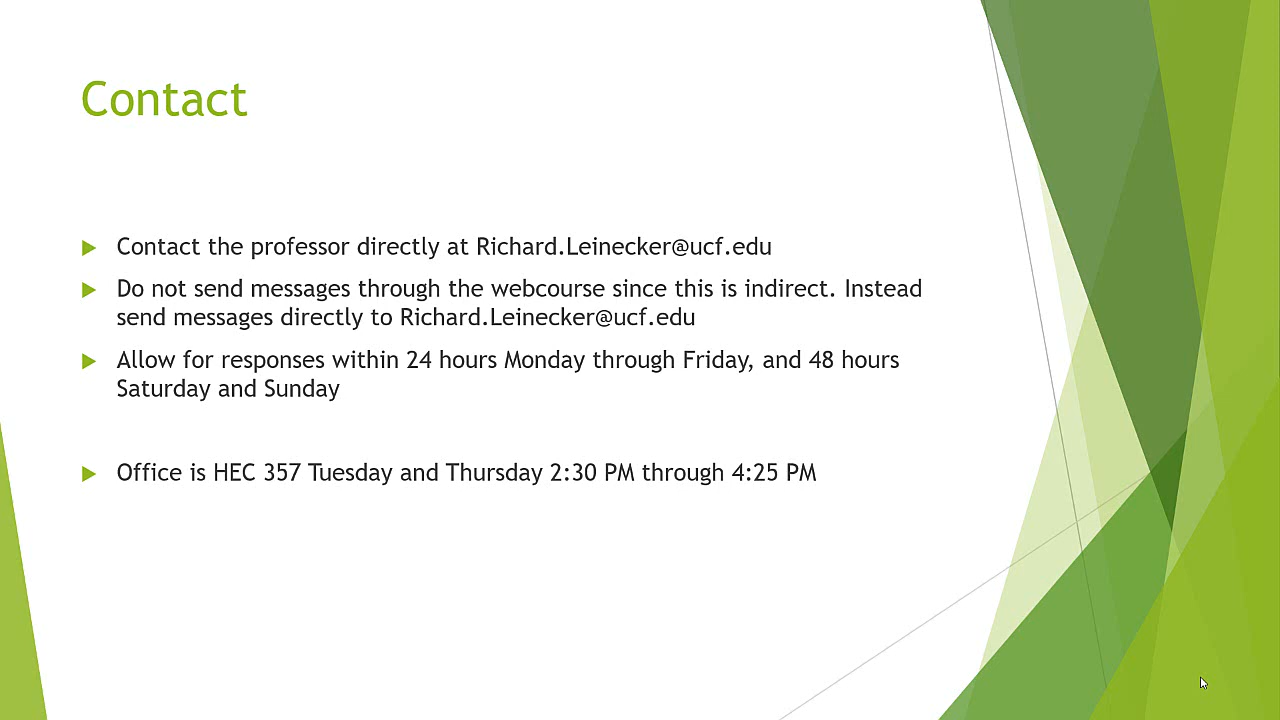 Contact
Contact the professor directly at Richard.Leinecker@ucf.edu
Do not send messages through the webcourse since this is indirect. Instead
send messages directly to Richard.Leinecker@ucf.edu
Allow for responses within 24 hours Monday through Friday, and 48 hours
Saturday and Sunday
Office is HEC 357 Tuesday and Thursday 2:30 PM through 4:25 PM